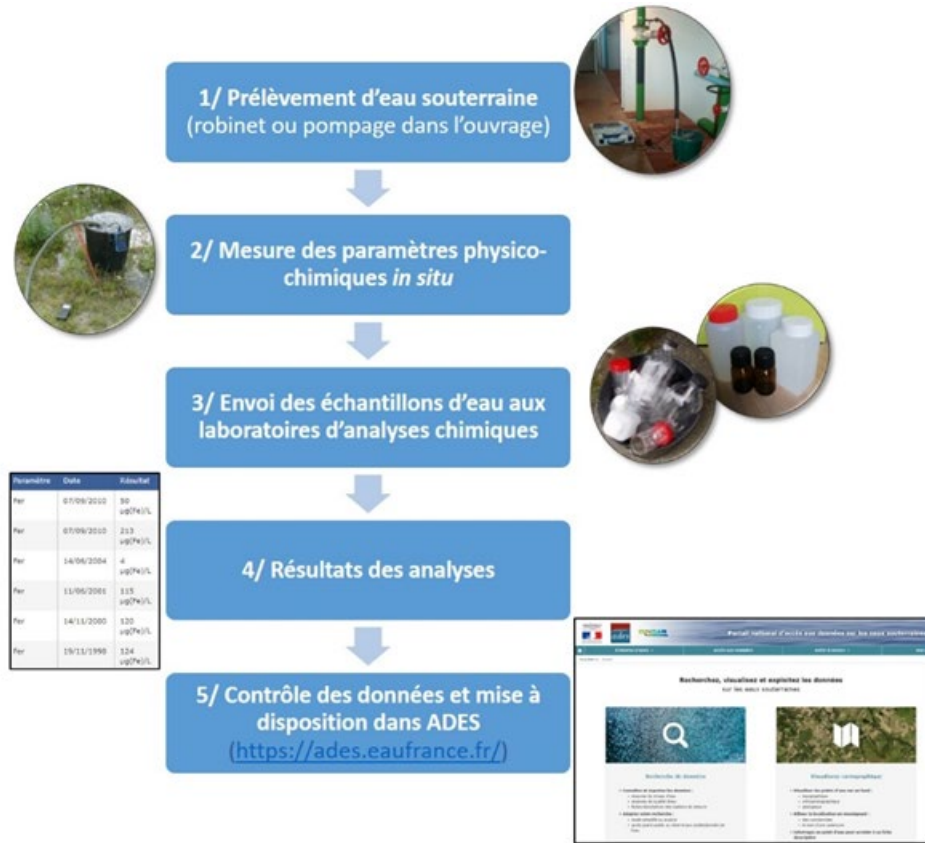 1/ Prélèvement d'eau souterraine
(robinet ou pompage dans l'ouvrage)
2/ Mesure des paramètres physico-
chimiques in situ
3/ Envoi des échantillons d'eau aux
laboratoires d'analyses chimiques
Paramètre Date Résultat
Fer 07/09/2010 50
µg(Fe)/L
Fer 07/09/2010 213
µg(Fe)/L
Fer 14/06/2004 4
µg(Fe)/L
Fer 11/06/2001 115
µg(Fe)/L
Fer 14/11/2000 120
µg(Fe)/L
Fer 19/11/1998 124
µg(Fe)/L
4/ Résultats des analyses
5/ Contrôle des données et mise à
disposition dans ADES
(https://ades.eaufrance.fr/)
ades
Portail national d'accès aux données sur les eaux souterraines
Recherchez, visualisez et exploitez les données
sur les eaux souterraines
Recherche de données
Visualiseur cartographique